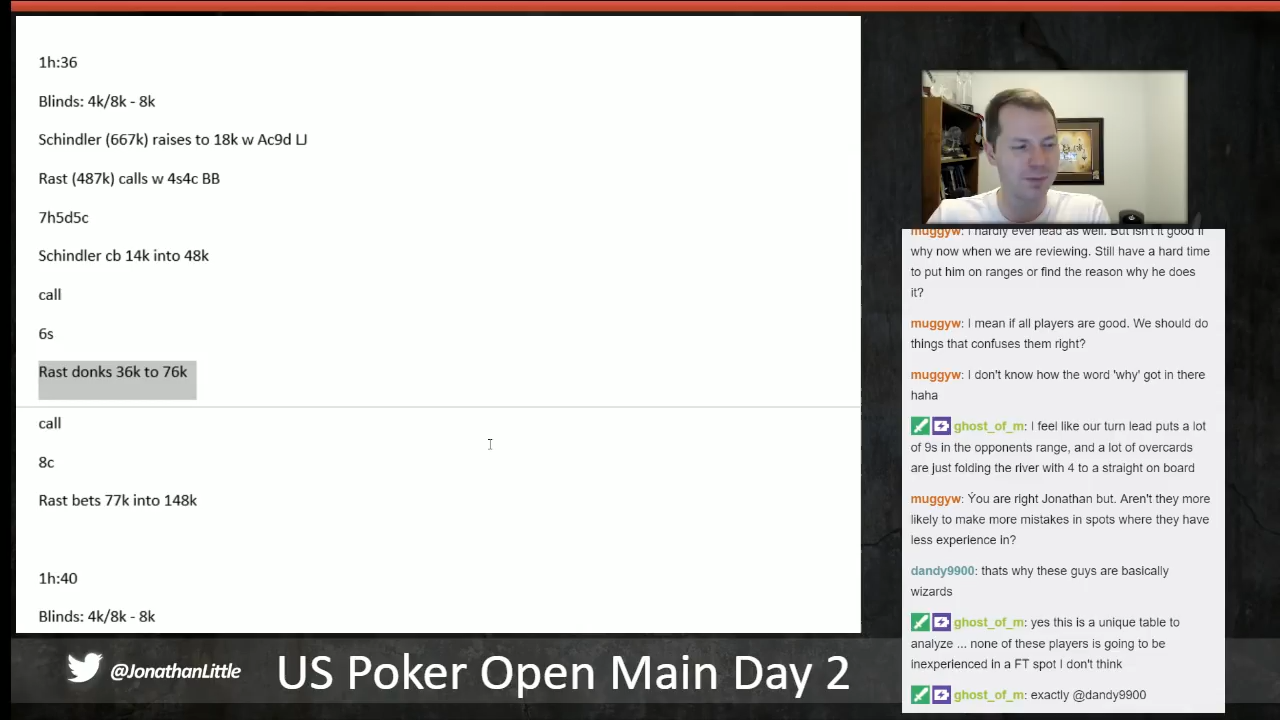 1h:36
Blinds: 4k/8k - 8k
Schindler (667k) raises to 18k w Ac9d LJ
Rast (487k) calls w 4s4c BB
7h5d5c
Schindler cb 14k into 48k
call
6s
Rast donks 36k to 76k
call
8c
Rast bets 77k into 148k
1h:40
Blinds: 4k/8k - 8k
muggyw: I hardly ever lead as well. But isn't it good if
why now when we are reviewing. Still have a hard time
to put him on ranges or find the reason why he does
it?
muggyw: I mean if all players are good. We should do
things that confuses them right?
muggyw: I don't know how the word 'why' got in there
haha
ghost_of_m: I feel like our turn lead puts a lot
of 9s in the opponents range, and a lot of overcards
are just folding the river with 4 to a straight on board
muggyw: Ýou are right Jonathan but. Aren't they more
likely to make more mistakes in spots where they have
less experience in?
dandy9900: thats why these guys are basically
wizards
ghost_of_m: yes this is a unique table to
analyze ... none of these players is going to be
inexperienced in a FT spot I don't think
ghost_of_m: exactly @dandy9900
@JonathanLittle
US Poker Open Main Day 2